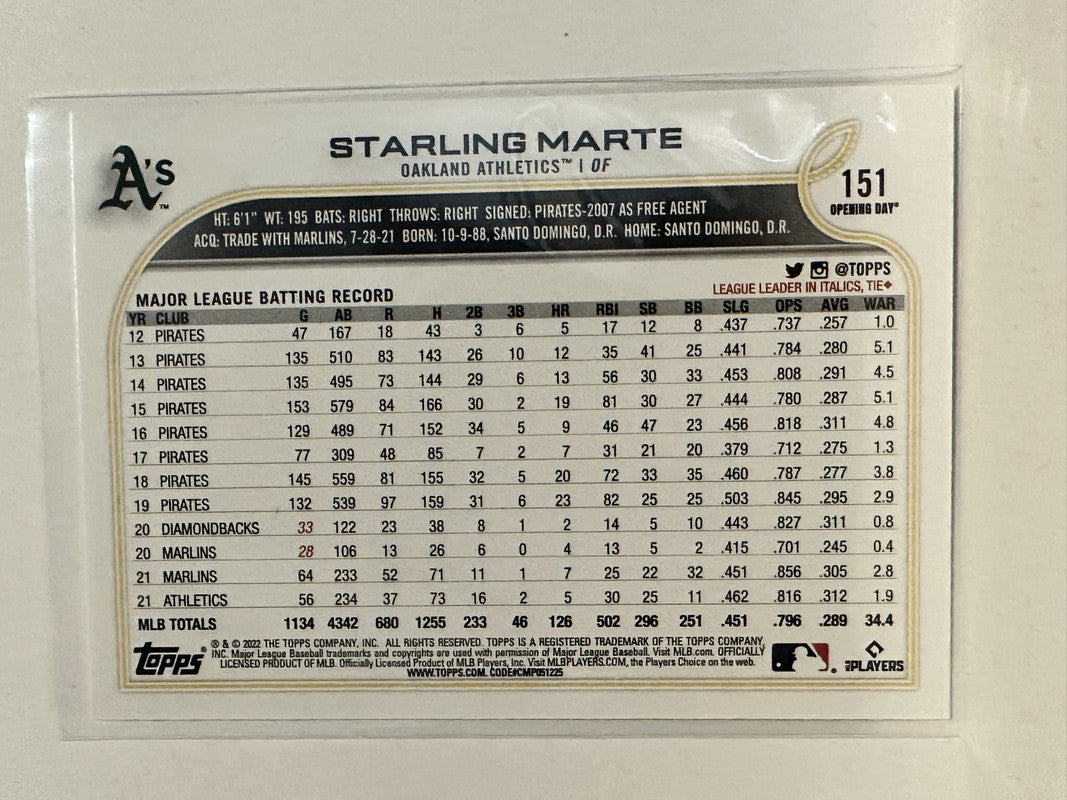 A's™
STARLING MARTE
OAKLAND ATHLETICS™ | OF
151
OPENING DAY®
HT: 6'1" WT: 195 BATS: RIGHT THROWS: RIGHT SIGNED: PIRATES-2007 AS FREE AGENT
ACQ: TRADE WITH MARLINS, 7-28-21 BORN: 10-9-88, SANTO DOMINGO, D.R. HOME: SANTO DOMINGO, D.R.
@TOPPS
MAJOR LEAGUE BATTING RECORD LEAGUE LEADER IN ITALICS, TIE◆
YR CLUB G AB R H 2B 3B HR RBI SB BB SLG OPS AVG WAR
12 PIRATES 47 167 18 43 3 6 5 17 12 8 .437 .737 .257 1.0
13 PIRATES 135 510 83 143 26 10 12 35 41 25 .441 .784 .280 5.1
14 PIRATES 135 495 73 144 29 6 13 56 30 33 .453 .808 .291 4.5
15 PIRATES 153 579 84 166 30 2 19 81 30 27 .444 .780 .287 5.1
16 PIRATES 129 489 71 152 34 5 9 46 47 23 .456 .818 .311 4.8
17 PIRATES 77 309 48 85 7 2 7 31 21 20 .379 .712 .275 1.3
18 PIRATES 145 559 81 155 32 5 20 72 33 35 .460 .787 .277 3.8
19 PIRATES 132 539 97 159 31 6 23 82 25 25 .503 .845 .295 2.9
20 DIAMONDBACKS 33 122 23 38 8 1 2 14 5 10 .443 .827 .311 0.8
20 MARLINS 28 106 13 26 6 0 4 13 5 2 .415 .701 .245 0.4
21 MARLINS 64 233 52 71 11 1 7 25 22 32 .451 .856 .305 2.8
21 ATHLETICS 56 234 37 73 16 2 5 30 25 11 .462 .816 .312 1.9
MLB TOTALS 1134 4342 680 1255 233 46 126 502 296 251 .451 .796 .289 34.4
topps®
® & © 2022 THE TOPPS COMPANY, INC. ALL RIGHTS RESERVED. TOPPS IS A REGISTERED TRADEMARK OF THE TOPPS COMPANY,
INC. Major League Baseball trademarks and copyrights are used with permission of Major League Baseball. Visit MLB.com. OFFICIALLY
LICENSED PRODUCT OF MLB. Officially Licensed Product of MLB Players, Inc. Visit MLBPLAYERS.COM, the Players Choice on the web.
WWW.TOPPS.COM. CODE#CMP051225
MLBPLAYERS